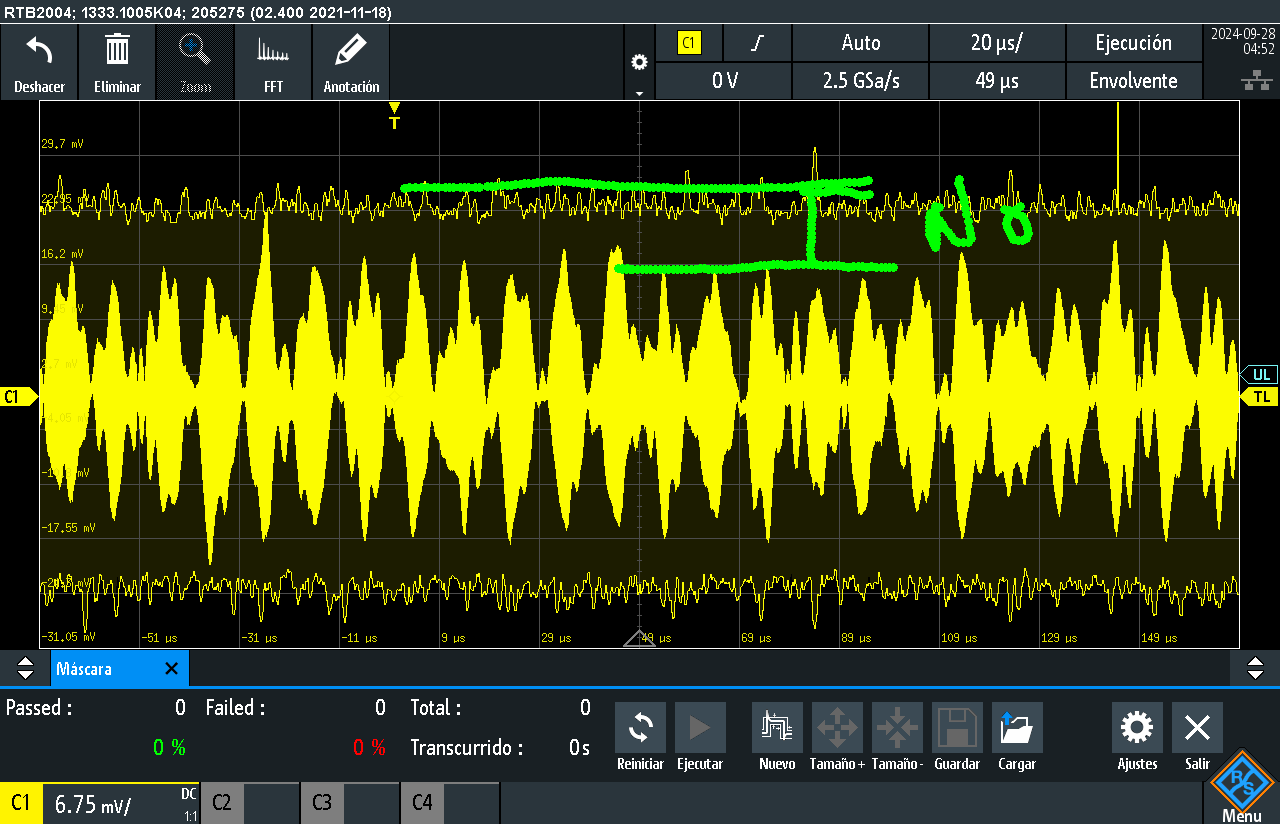 RTB2004; 1333.1005K04; 205275 (02.400 2021-11-18)
Deshacer
Eliminar
Zoom
FFT
Anotación
C1
Auto
20 µs/
Ejecución
2024-09-28
04:52
0 V
2.5 GSa/s
49 µs
Envolvente
T
29.7 mV
22.95 mV
16.2 mV
9.45 mV
2.7 mV
-4.05 mV
-17.55 mV
-31.05 mV
No
C1
UL
TL
-51 µs
-31 µs
-11 µs
9 µs
29 µs
49 µs
69 µs
89 µs
109 µs
129 µs
149 µs
Máscara
Passed :
0
Failed :
0
Total :
0
0 %
0 %
Transcurrido :
0 s
Reiniciar
Ejecutar
Nuevo
Tamaño+
Tamaño-
Guardar
Cargar
Ajustes
Salir
C1
6.75 mV/
DC
1:1
C2
C3
C4
R S
Menu